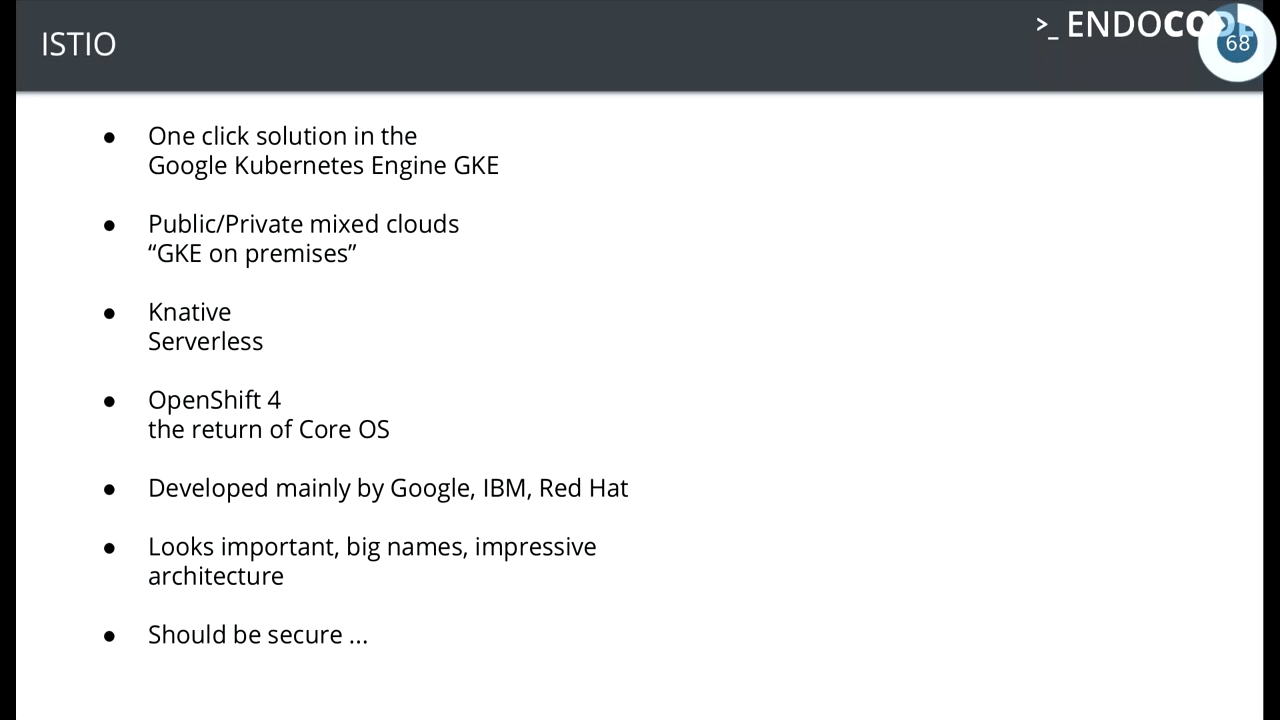 ISTIO
>_ ENDOCODE
68
● One click solution in the
Google Kubernetes Engine GKE
● Public/Private mixed clouds
“GKE on premises”
● Knative
Serverless
● OpenShift 4
the return of Core OS
● Developed mainly by Google, IBM, Red Hat
● Looks important, big names, impressive
architecture
● Should be secure ...